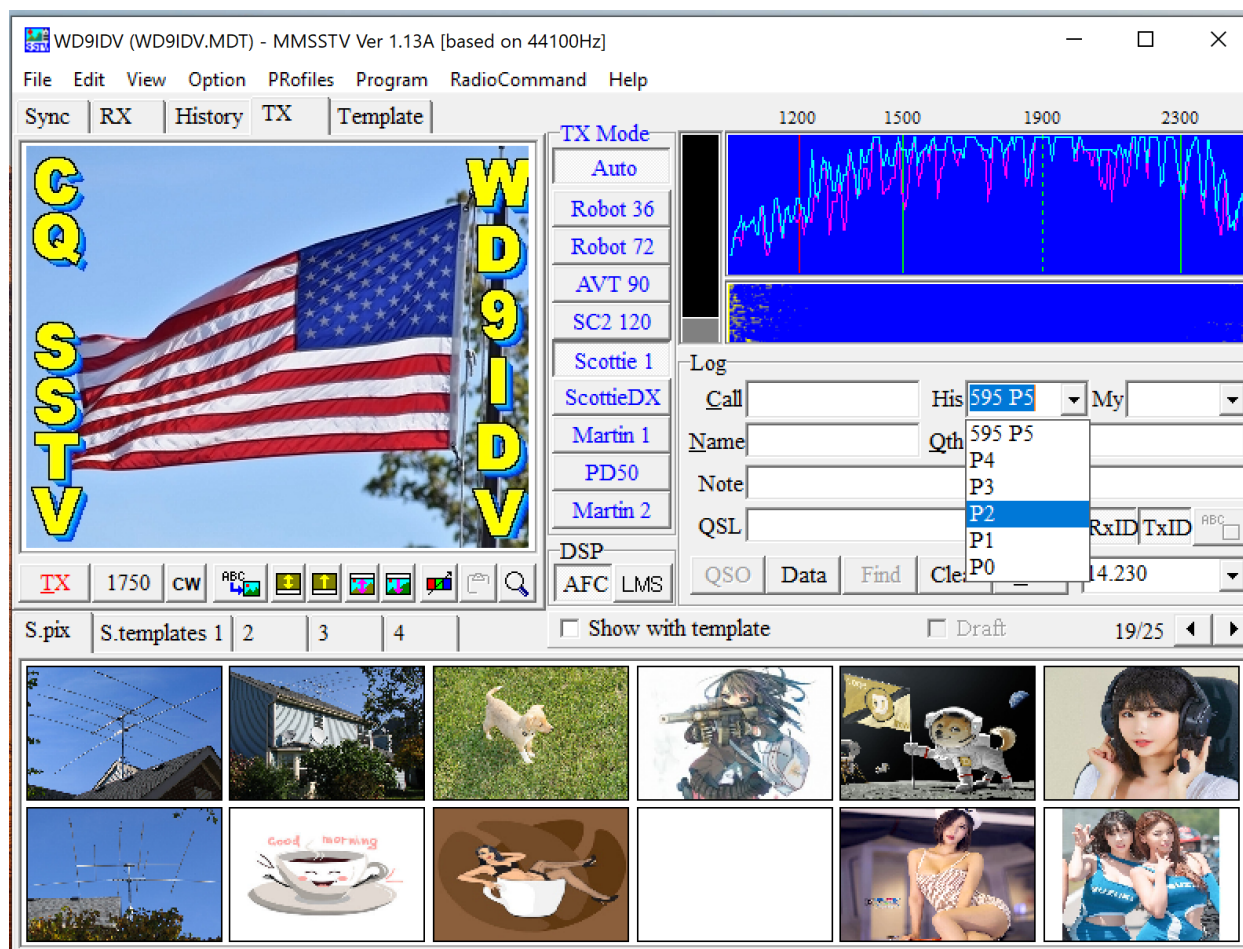 WD9IDV (WD9IDV.MDT) - MMSSTV Ver 1.13A [based on 44100Hz]
File Edit View Option PRofiles Program RadioCommand Help
Sync RX History TX Template
1200 1500 1900 2300
CQ SSTV
WD9IDV
TX Mode
Auto
Robot 36
Robot 72
AVT 90
SC2 120
Scottie 1
ScottieDX
Martin 1
PD50
Martin 2
DSP
AFC LMS
Log
Call His 595 P5 My
Name Qth
Note
QSL RxID TxID ABC
595 P5
P4
P3
P2
P1
P0
QSO Data Find 14.230
TX 1750 CW ABC
Show with template Draft 19/25
S.pix S.templates 1 2 3 4
Good morning
SUZUKI